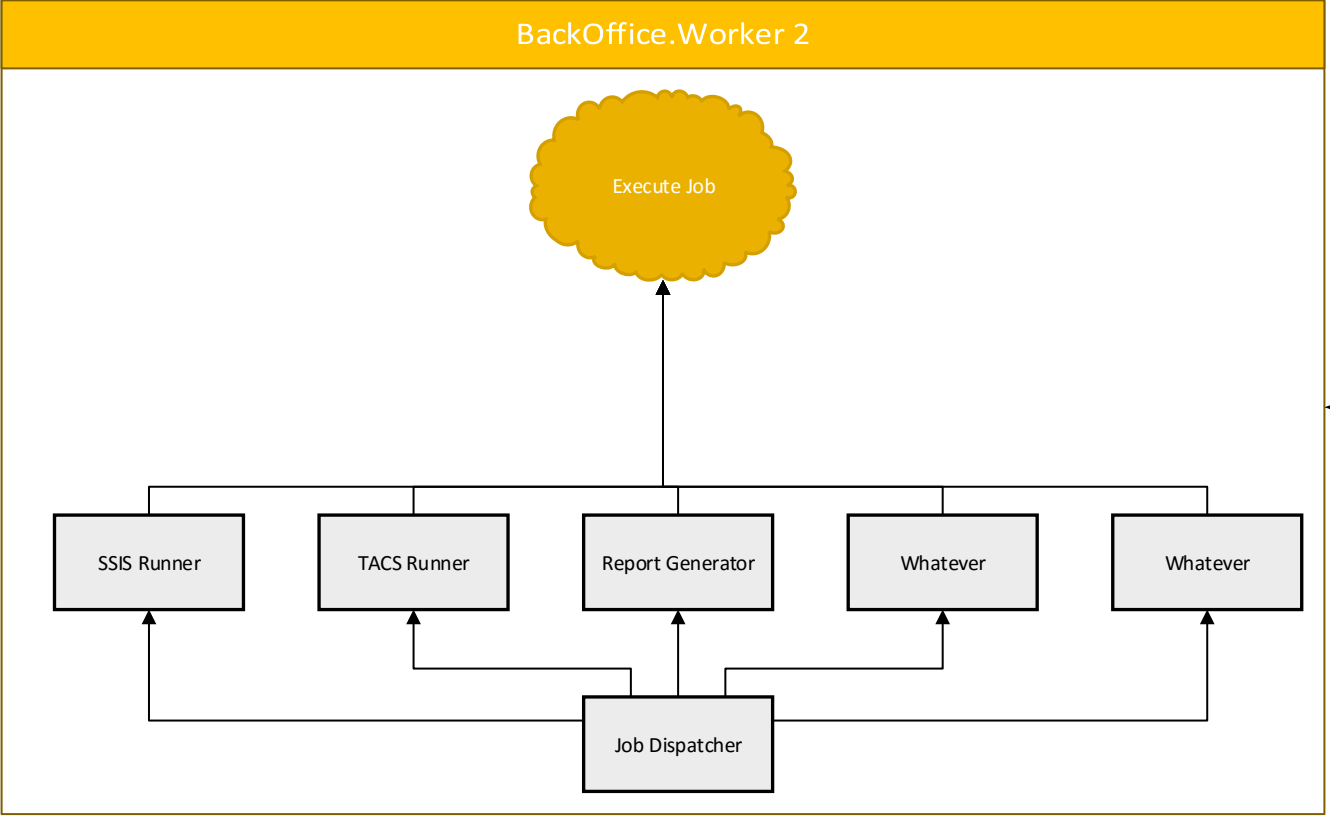 BackOffice.Worker 2
Execute Job
SSIS Runner
TACS Runner
Report Generator
Whatever
Whatever
Job Dispatcher